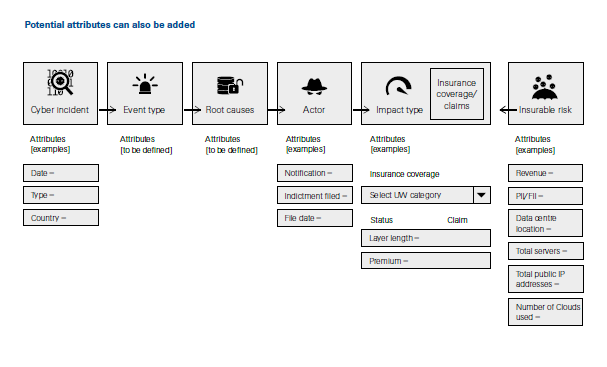 Potential attributes can also be added
Cyber incident
Event type
Root causes
Actor
Impact type
Insurance
coverage/
claims
Insurable risk
Attributes
[examples]
Date =
Type =
Country =
Attributes
[to be defined]
Attributes
[to be defined]
Attributes
[examples]
Notification =
Indictment filed =
File date =
Attributes
[examples]
Insurance coverage
Select UW category
Status
Claim
Layer length =
Premium =
Attributes
[examples]
Revenue =
PII/FII =
Data centre
location =
Total servers =
Total public IP
addresses =
Number of Clouds
used =